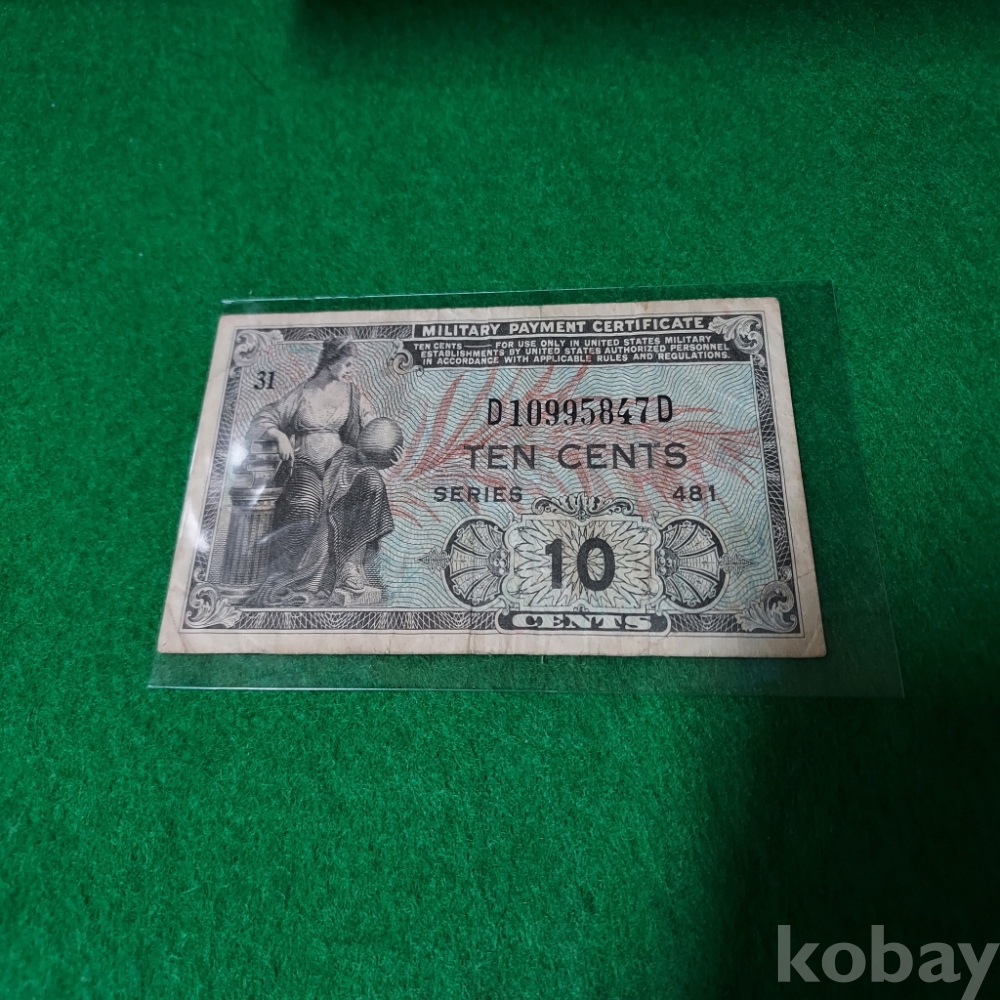 MILITARY PAYMENT CERTIFICATE
TEN CENTS — FOR USE ONLY IN UNITED STATES MILITARY
ESTABLISHMENTS BY UNITED STATES AUTHORIZED PERSONNEL
IN ACCORDANCE WITH APPLICABLE RULES AND REGULATIONS.
31
D10995847D
TEN CENTS
SERIES 481
10
CENTS
kobay